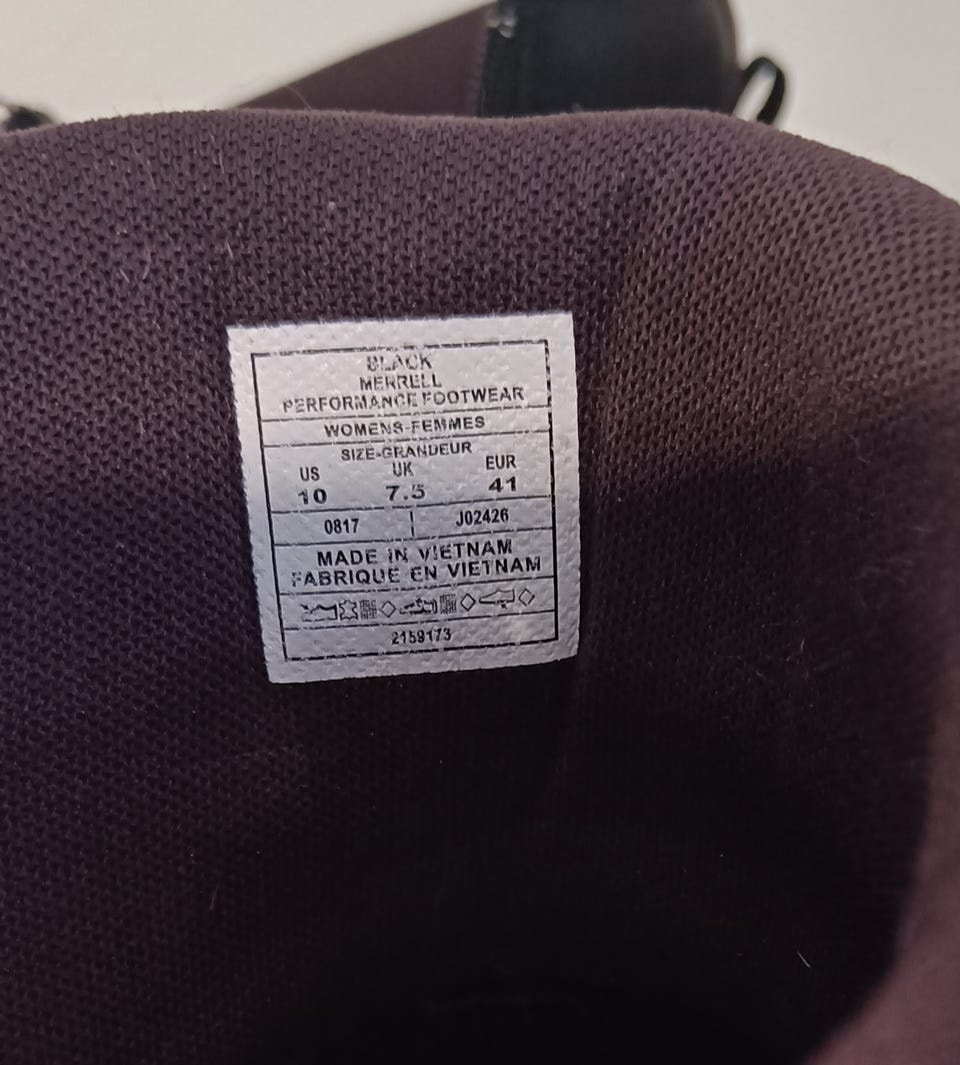 BLACK
MERRELL
PERFORMANCE FOOTWEAR
WOMENS-FEMMES
SIZE-GRANDEUR
US UK EUR
10 7.5 41
0817 J02426
MADE IN VIETNAM
FABRIQUE EN VIETNAM
2159173